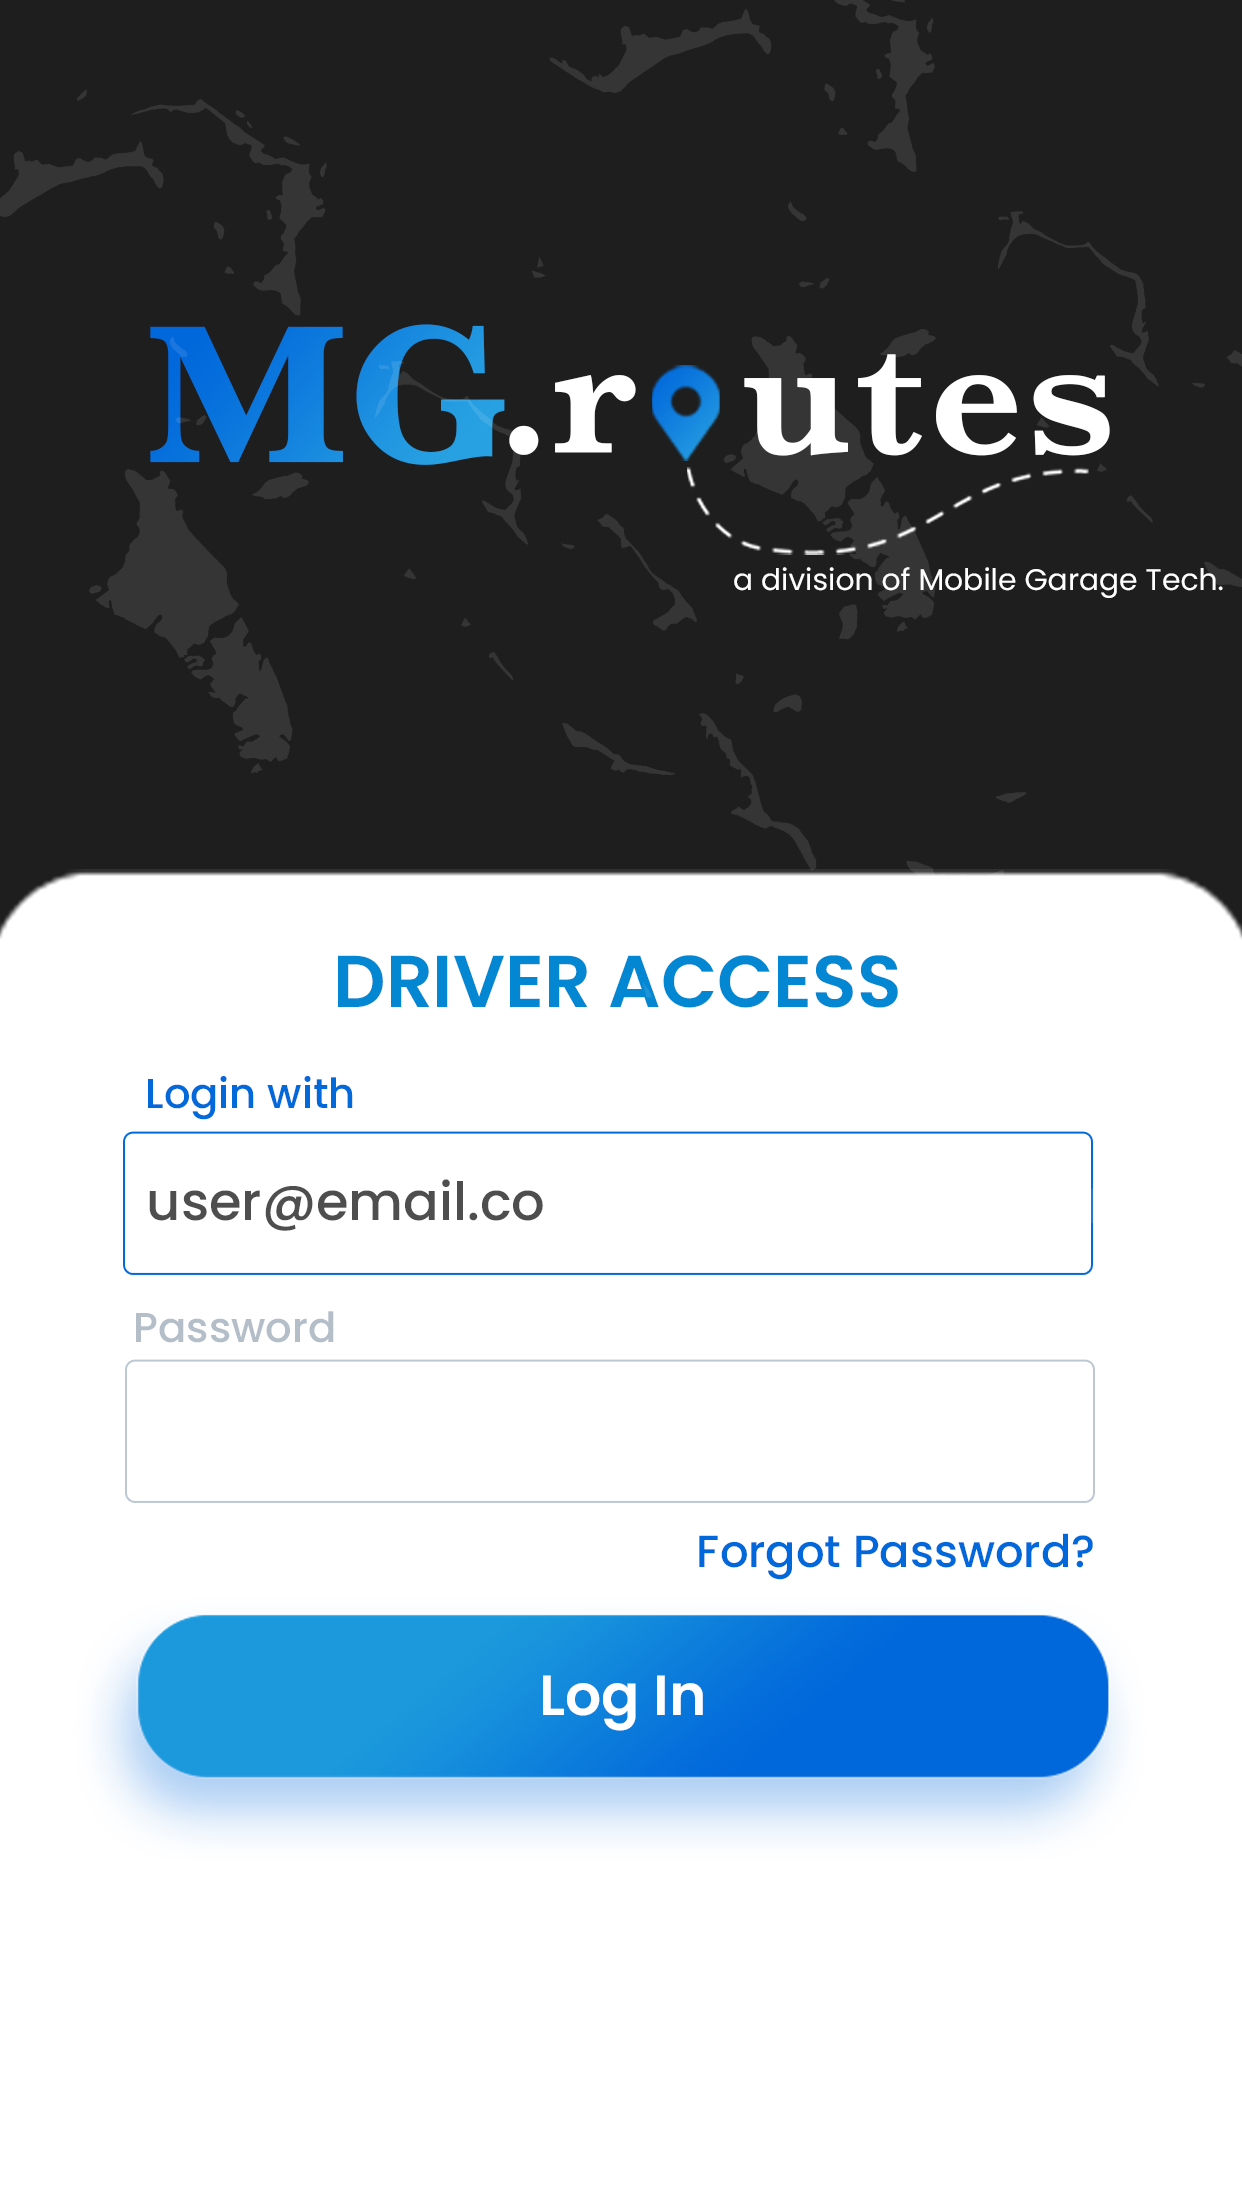 MG.routes
a division of Mobile Garage Tech.
DRIVER ACCESS
Login with
user@email.co
Password
Forgot Password?
Log In